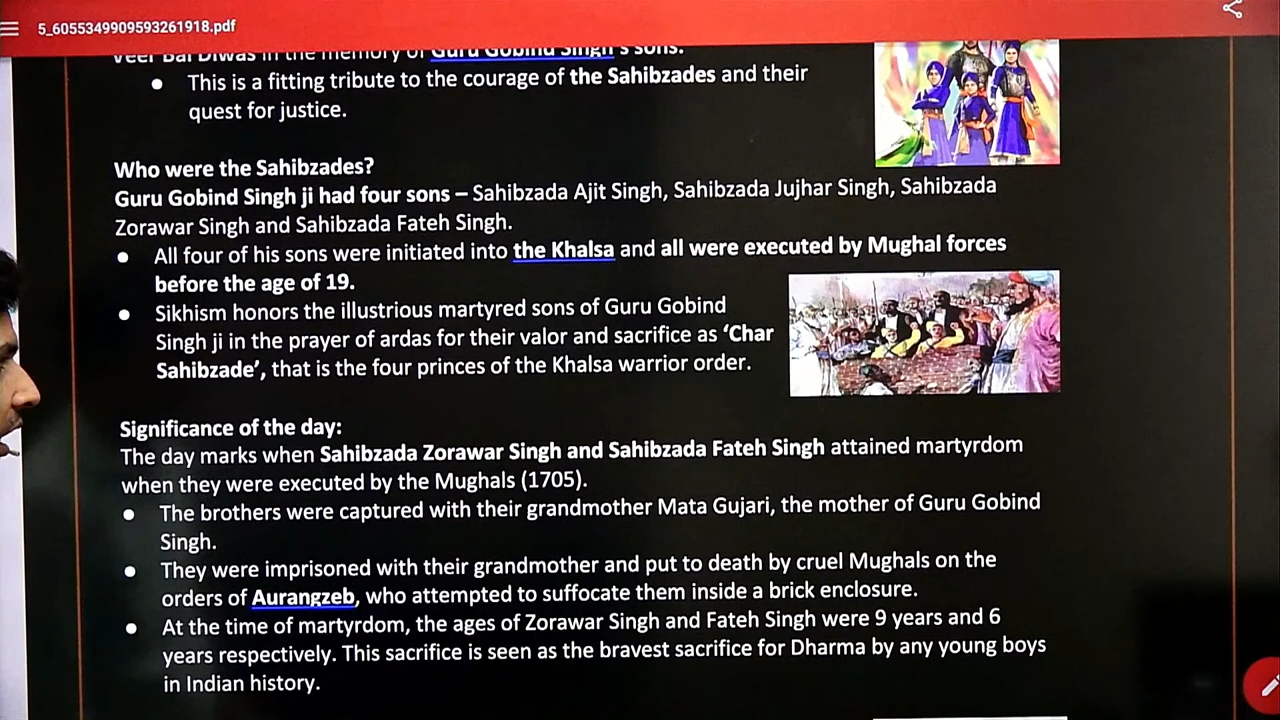 5_6055349909593261918.pdf
Veer Bal Diwas in the memory of Guru Gobind Singh's sons.
● This is a fitting tribute to the courage of the Sahibzades and their
quest for justice.
Who were the Sahibzades?
Guru Gobind Singh ji had four sons – Sahibzada Ajit Singh, Sahibzada Jujhar Singh, Sahibzada
Zorawar Singh and Sahibzada Fateh Singh.
● All four of his sons were initiated into the Khalsa and all were executed by Mughal forces
before the age of 19.
● Sikhism honors the illustrious martyred sons of Guru Gobind
Singh ji in the prayer of ardas for their valor and sacrifice as ‘Char
Sahibzade’, that is the four princes of the Khalsa warrior order.
Significance of the day:
The day marks when Sahibzada Zorawar Singh and Sahibzada Fateh Singh attained martyrdom
when they were executed by the Mughals (1705).
● The brothers were captured with their grandmother Mata Gujari, the mother of Guru Gobind
Singh.
● They were imprisoned with their grandmother and put to death by cruel Mughals on the
orders of Aurangzeb, who attempted to suffocate them inside a brick enclosure.
● At the time of martyrdom, the ages of Zorawar Singh and Fateh Singh were 9 years and 6
years respectively. This sacrifice is seen as the bravest sacrifice for Dharma by any young boys
in Indian history.